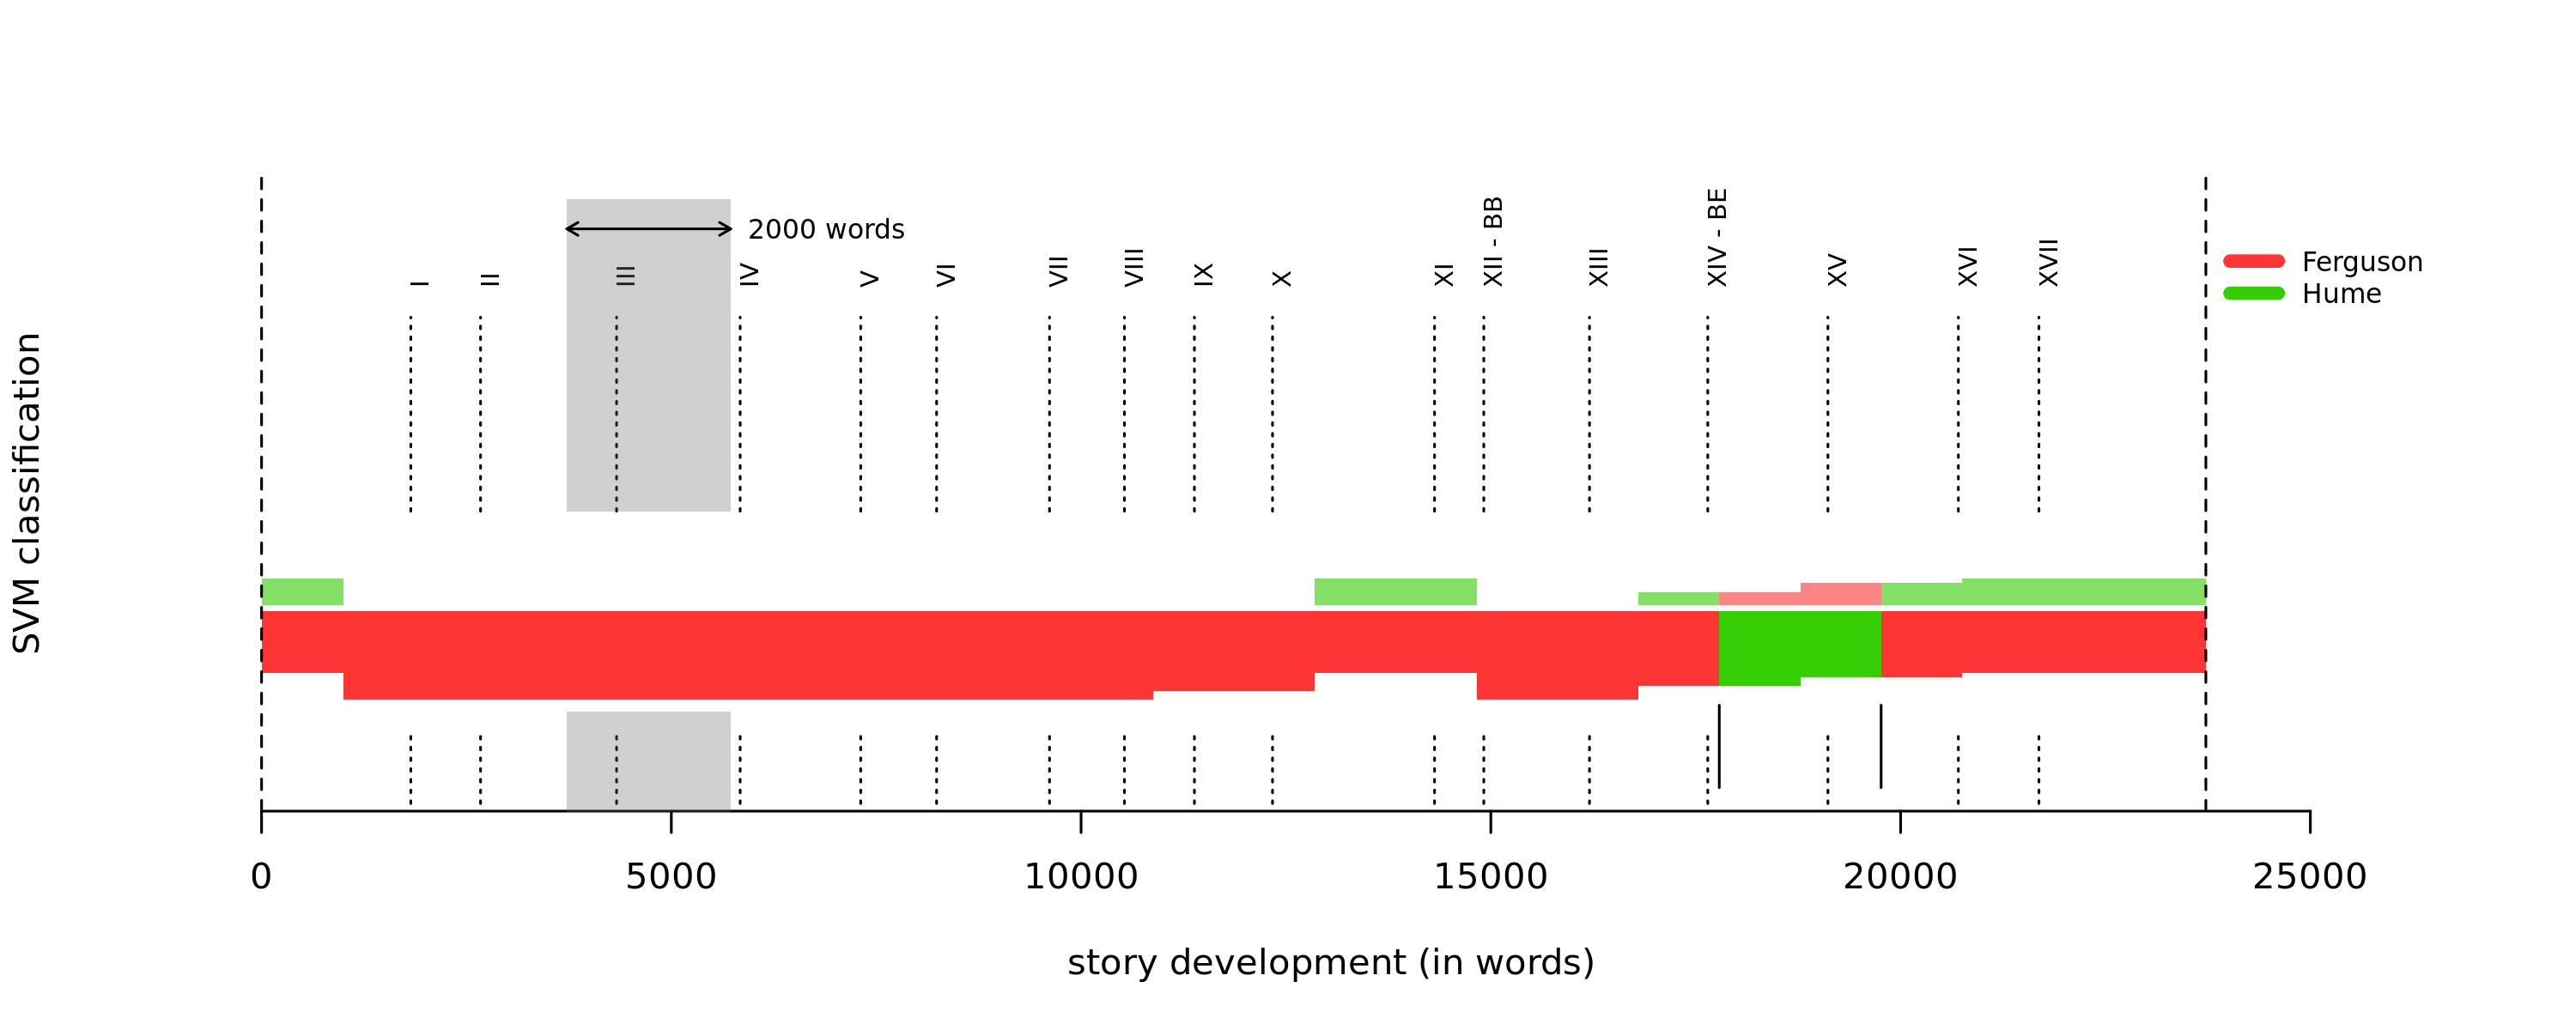 2000 words
I
II
III
IV
V
VI
VII
VIII
IX
X
XI
XII - BB
XIII
XIV - BE
XV
XVI
XVII
Ferguson
Hume
SVM classification
0
5000
10000
15000
20000
25000
story development (in words)